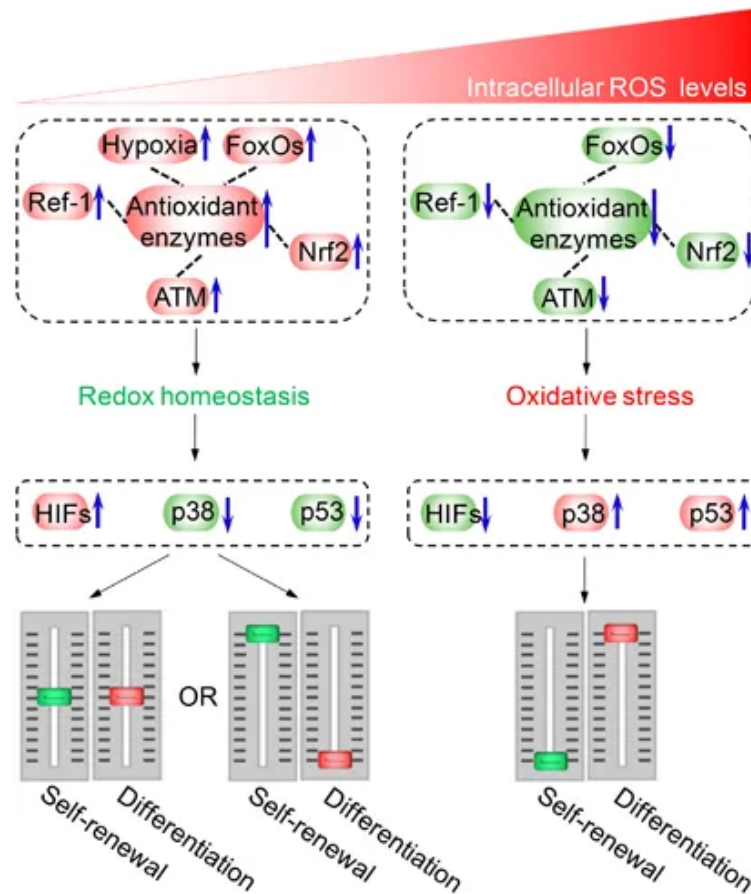 Intracellular ROS levels
Hypoxia FoxOs
Ref-1 Antioxidant
enzymes
Nrf2
ATM
FoxOs
Ref-1 Antioxidant
enzymes
Nrf2
ATM
Redox homeostasis
Oxidative stress
HIFs p38 p53
HIFs p38 p53
OR
Self-renewal
Differentiation
Self-renewal
Differentiation
Self-renewal
Differentiation